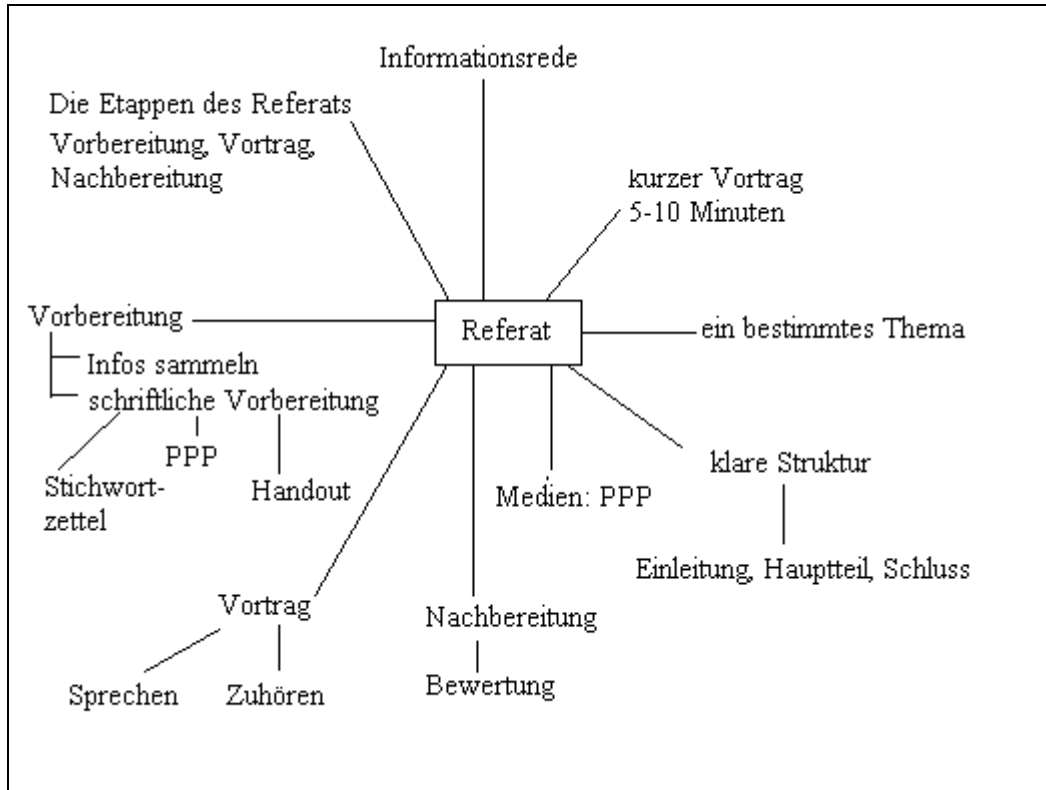 Informationsrede
Die Etappen des Referats
Vorbereitung, Vortrag,
Nachbereitung
kurzer Vortrag
5-10 Minuten
Vorbereitung
Referat
ein bestimmtes Thema
Infos sammeln
schriftliche Vorbereitung
PPP
Stichwort-
zettel
Handout
Medien: PPP
klare Struktur
Einleitung, Hauptteil, Schluss
Vortrag
Nachbereitung
Sprechen
Zuhören
Bewertung